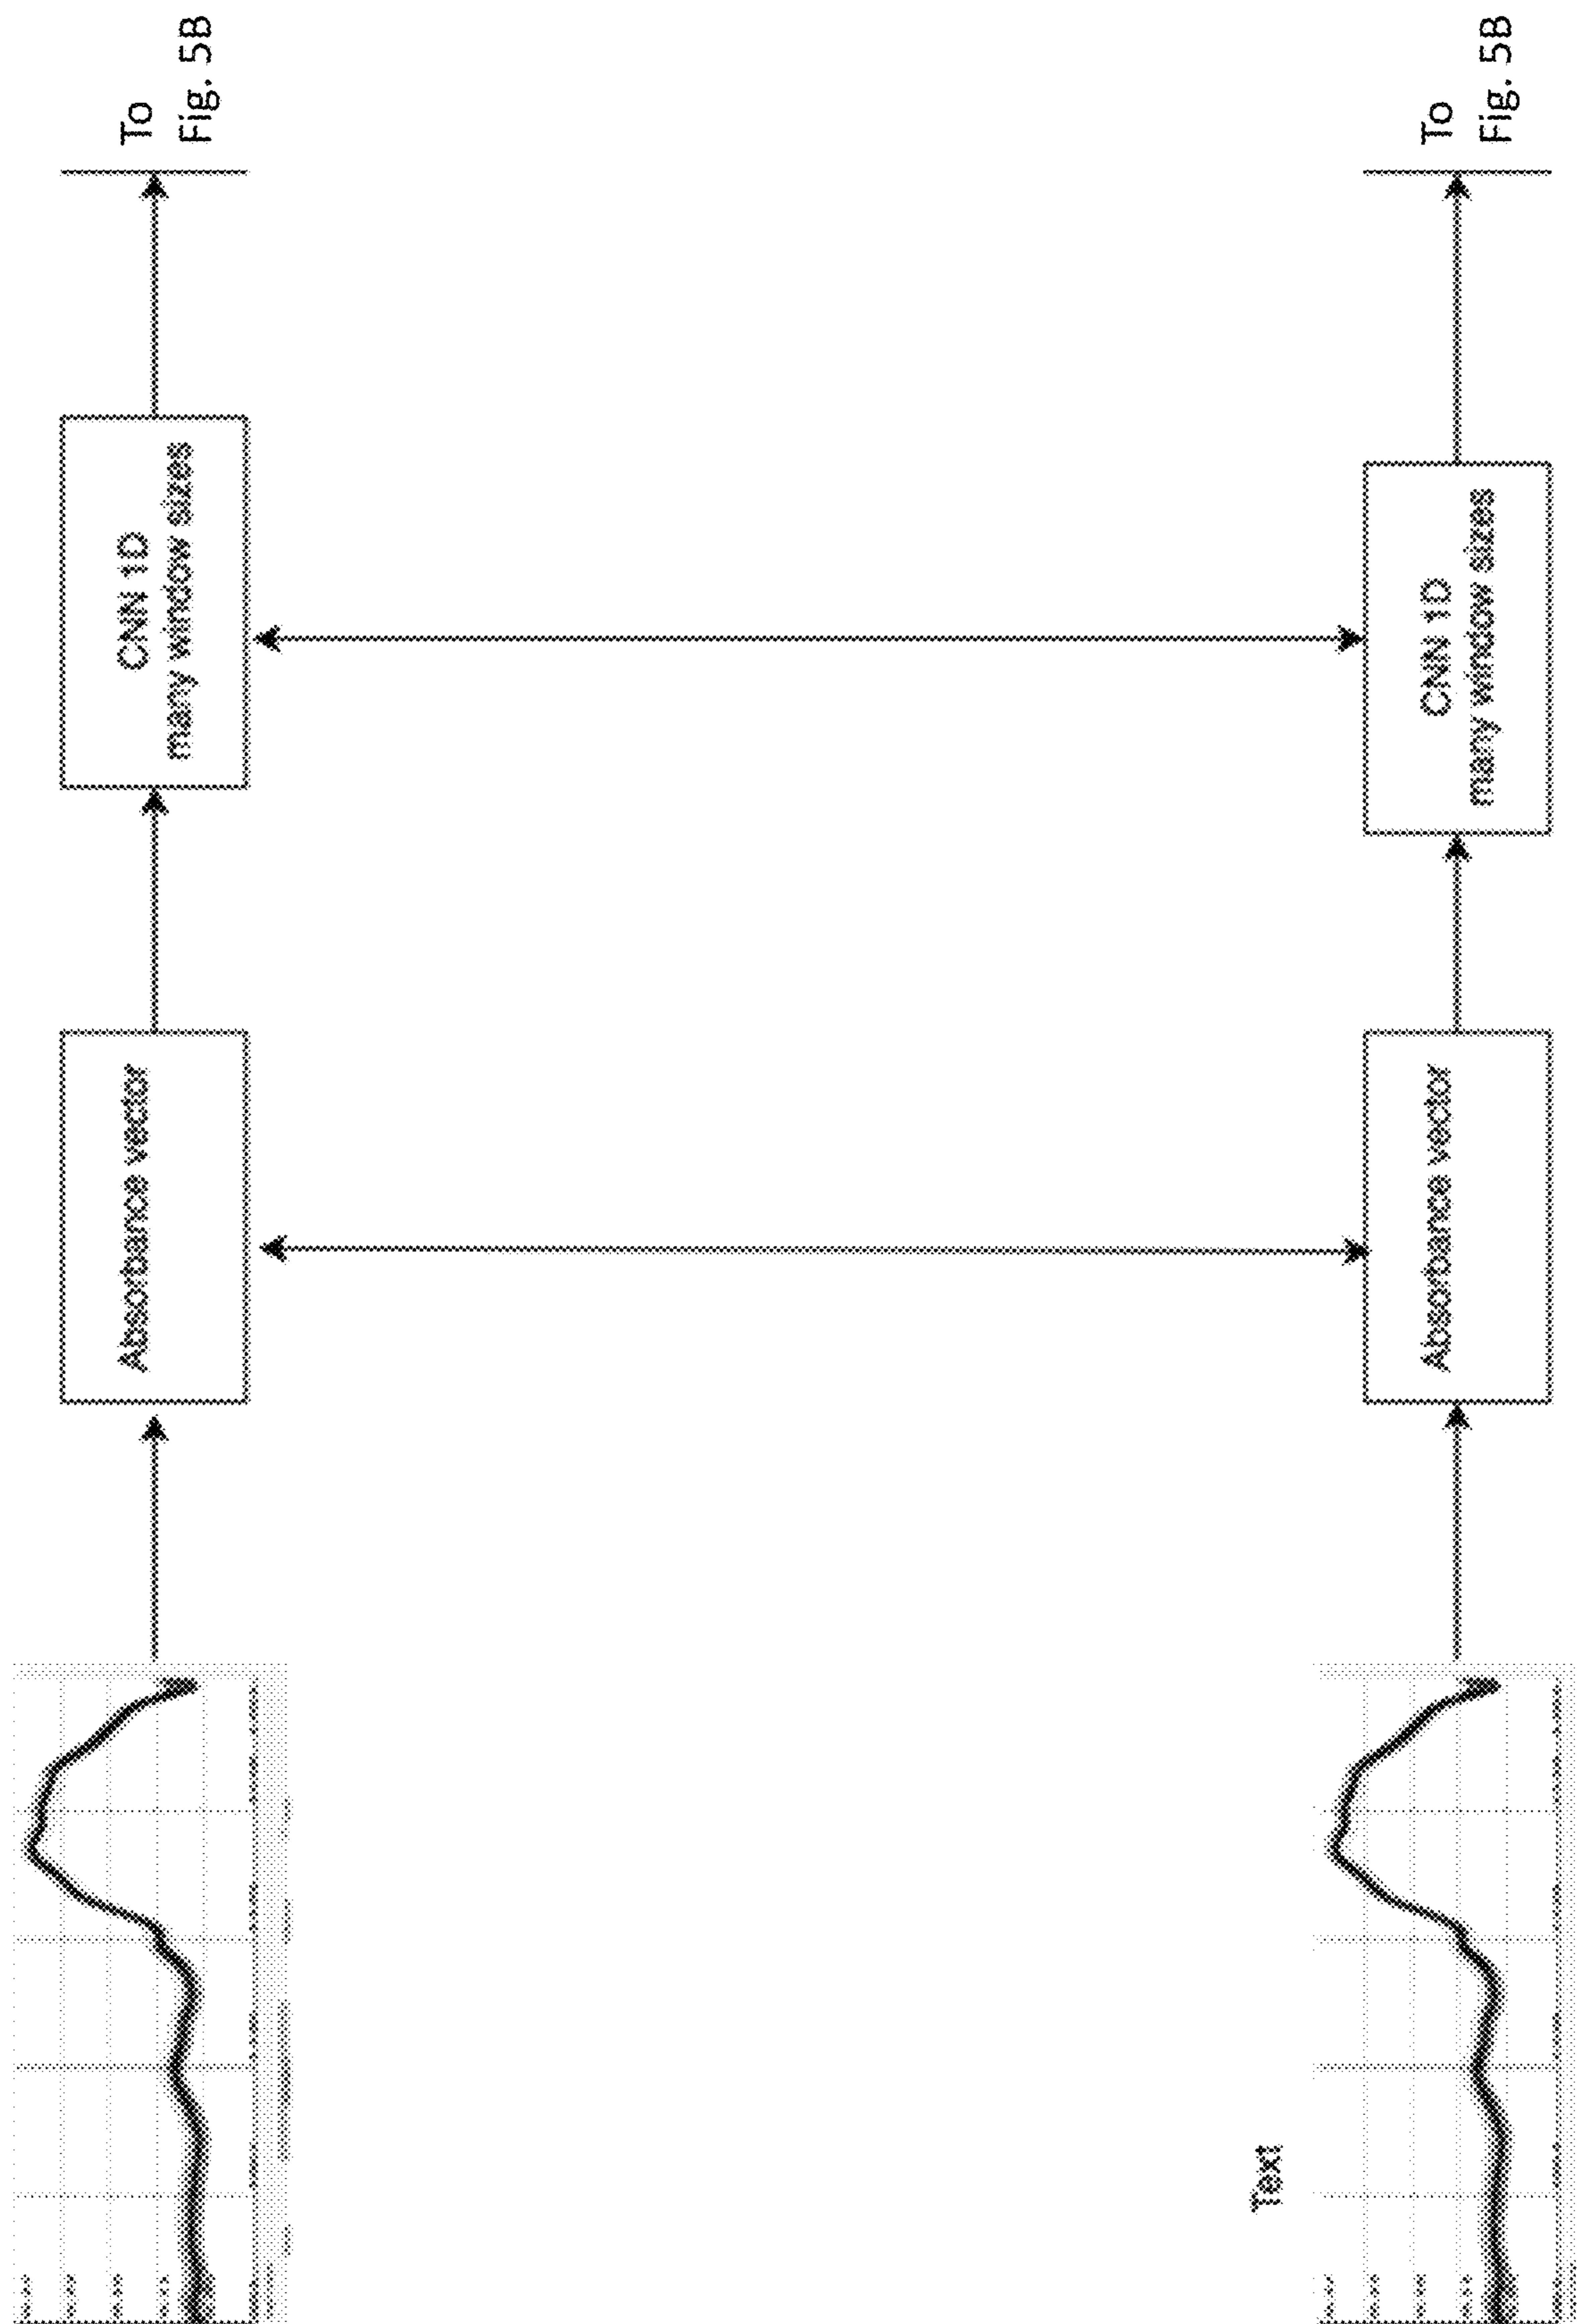 Absorbance vector
CNN 1D
many window sizes
To
Fig. 5B
Text
Absorbance vector
CNN 1D
many window sizes
To
Fig. 5B